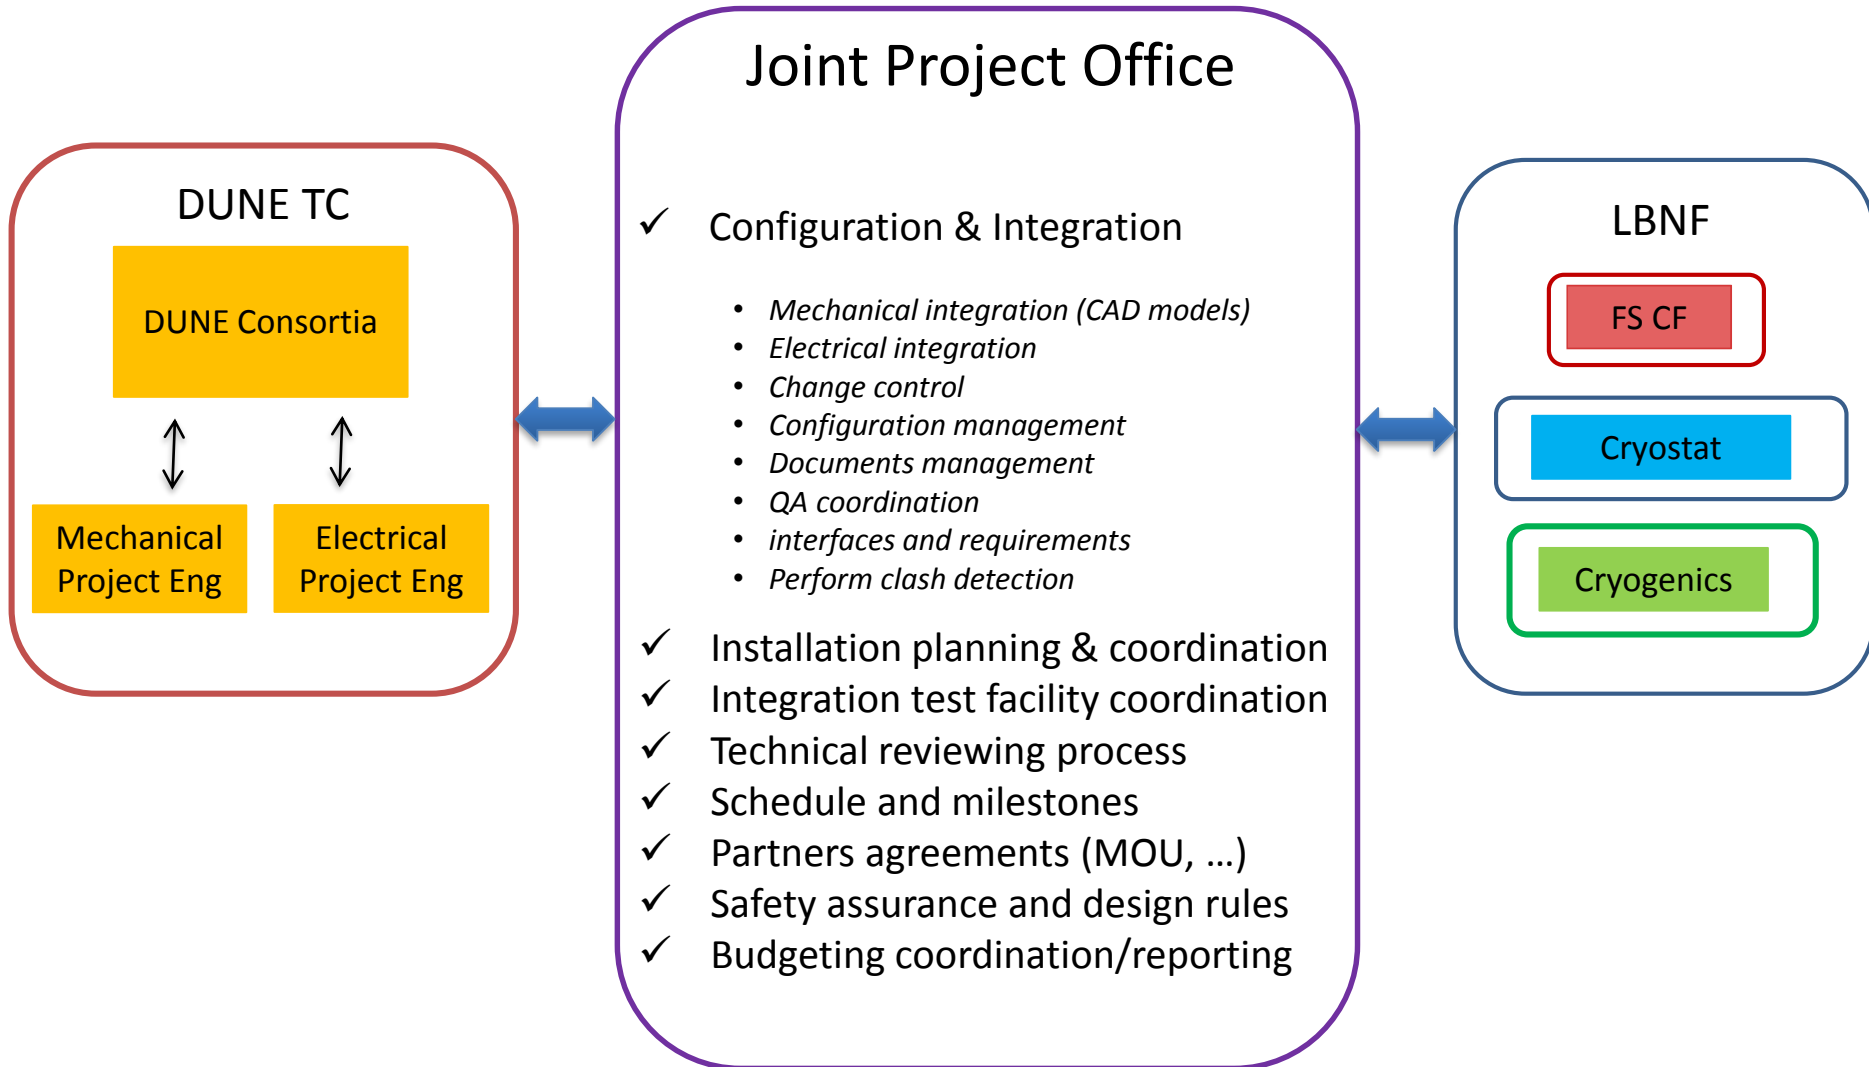 Joint Project Office
DUNE TC
DUNE Consortia
Mechanical
Project Eng
Electrical
Project Eng
✓ Configuration & Integration
• Mechanical integration (CAD models)
• Electrical integration
• Change control
• Configuration management
• Documents management
• QA coordination
• interfaces and requirements
• Perform clash detection
✓ Installation planning & coordination
✓ Integration test facility coordination
✓ Technical reviewing process
✓ Schedule and milestones
✓ Partners agreements (MOU, ...)
✓ Safety assurance and design rules
✓ Budgeting coordination/reporting
LBNF
FS CF
Cryostat
Cryogenics